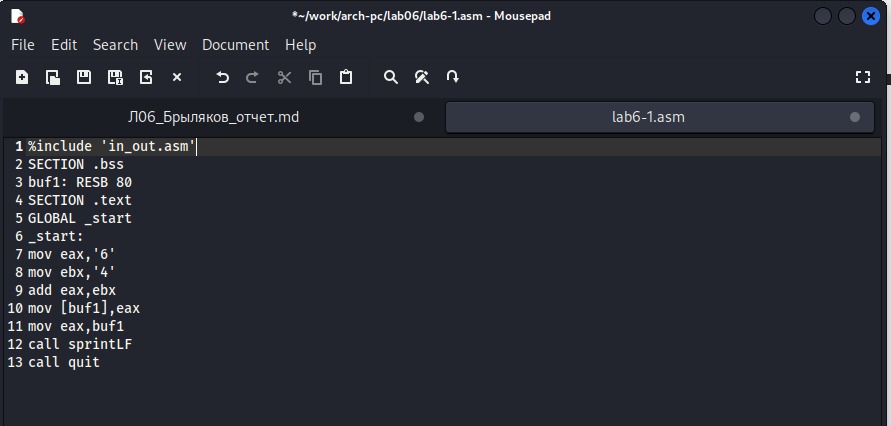 *~/work/arch-pc/lab06/lab6-1.asm - Mousepad
File Edit Search View Document Help
Л06_Брыляков_отчет.md lab6-1.asm
1 %include 'in_out.asm'
2 SECTION .bss
3 buf1: RESB 80
4 SECTION .text
5 GLOBAL _start
6 _start:
7 mov eax,'6'
8 mov ebx,'4'
9 add eax,ebx
10 mov [buf1],eax
11 mov eax,buf1
12 call sprintLF
13 call quit